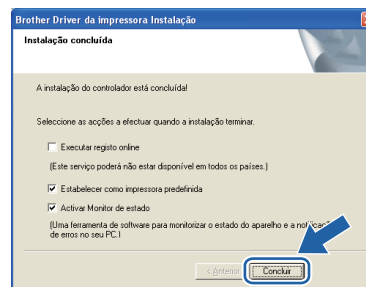 Brother Driver da impressora Instalação
Instalação concluída
A instalação do controlador está concluída!
Seleccione as acções a efectuar quando a instalação terminar.
Executar registo online
(Este serviço poderá não estar disponível em todos os países.)
Estabelecer como impressora predefinida
Activar Monitor de estado
(Uma ferramenta de software para monitorizar o estado do aparelho e a
de erros no seu PC.)
< Anterior
Concluir